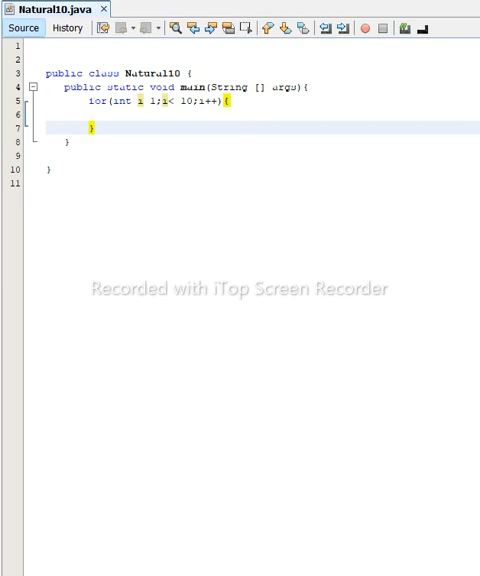 Natural10.java
Source History
1
2
3 public class Natural10 {
4 public static void main(String [] args){
5 for(int i 1;i< 10;i++){
6
7 }
8 }
9
10 }
11
Recorded with iTop Screen Recorder